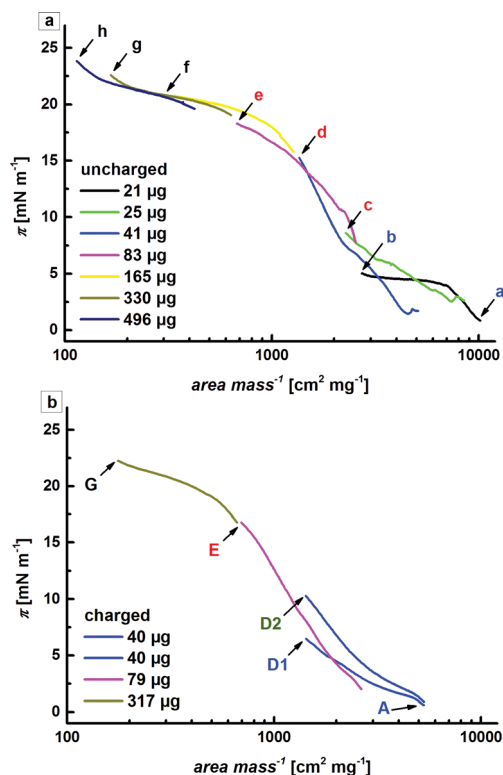 a
h
g
f
e
d
c
b
a
25
20
15
10
5
0
π [mN m⁻¹]
uncharged
21 µg
25 µg
41 µg
83 µg
165 µg
330 µg
496 µg
100
1000
10000
area mass⁻¹ [cm² mg⁻¹]
b
G
E
D2
D1
A
25
20
15
10
5
0
π [mN m⁻¹]
charged
40 µg
40 µg
79 µg
317 µg
100
1000
10000
area mass⁻¹ [cm² mg⁻¹]